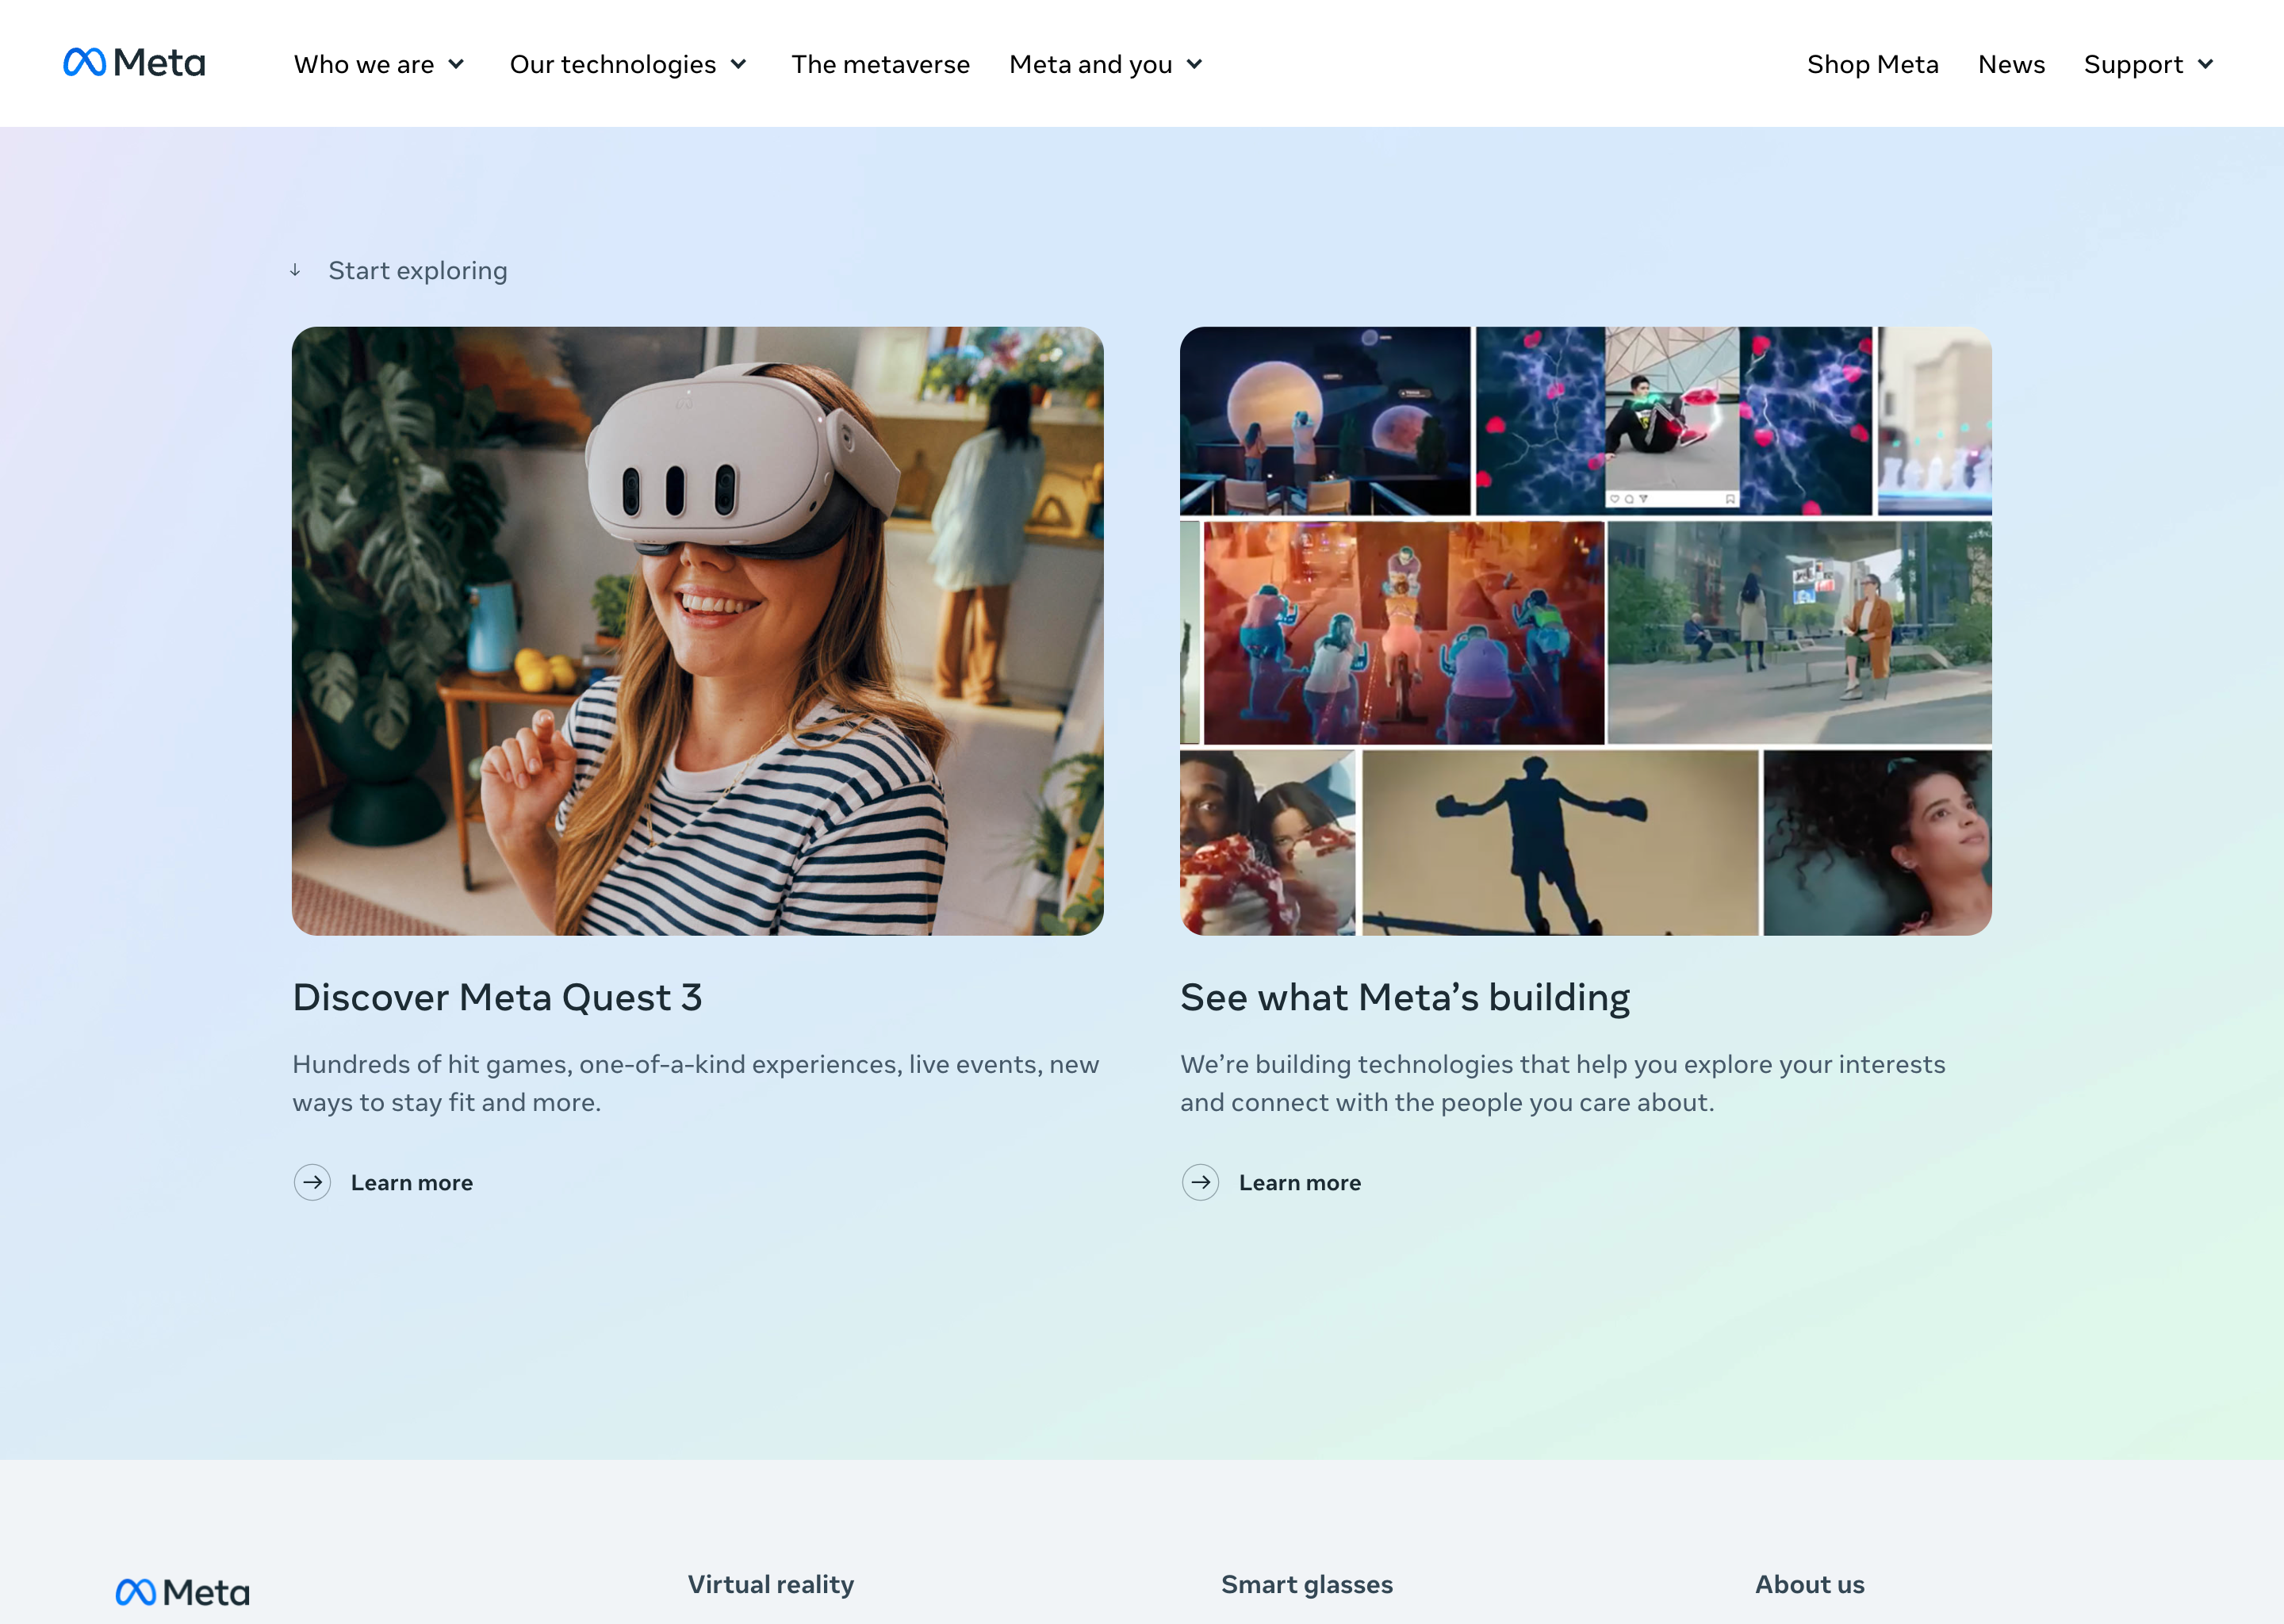 Meta
Who we are
Our technologies
The metaverse
Meta and you
Shop Meta
News
Support
Start exploring
Discover Meta Quest 3
Hundreds of hit games, one-of-a-kind experiences, live events, new
ways to stay fit and more.
Learn more
See what Meta’s building
We’re building technologies that help you explore your interests
and connect with the people you care about.
Learn more
Meta
Virtual reality
Smart glasses
About us